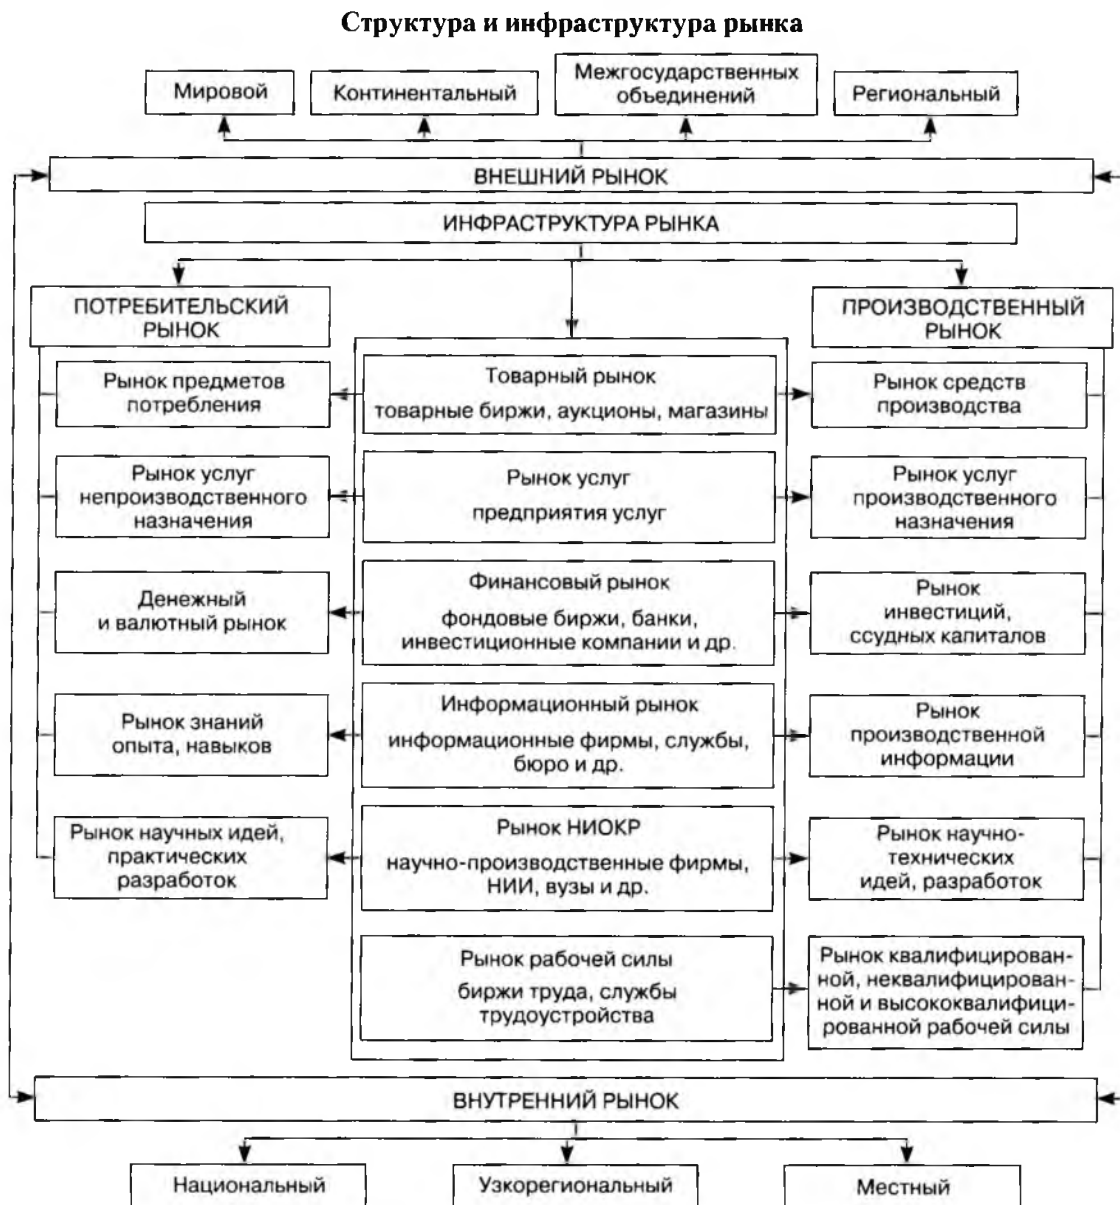 Структура и инфраструктура рынка
Мировой
Континентальный
Межгосударственных
объединений
Региональный
ВНЕШНИЙ РЫНОК
ИНФРАСТРУКТУРА РЫНКА
ПОТРЕБИТЕЛЬСКИЙ
РЫНОК
ПРОИЗВОДСТВЕННЫЙ
РЫНОК
Рынок предметов
потребления
Товарный рынок
товарные биржи, аукционы, магазины
Рынок средств
производства
Рынок услуг
непроизводственного
назначения
Рынок услуг
предприятия услуг
Рынок услуг
производственного
назначения
Денежный
и валютный рынок
Финансовый рынок
фондовые биржи, банки,
инвестиционные компании и др.
Рынок
инвестиций,
ссудных капиталов
Рынок знаний
опыта, навыков
Информационный рынок
информационные фирмы, службы,
бюро и др.
Рынок
производственной
информации
Рынок научных идей,
практических
разработок
Рынок НИОКР
научно-производственные фирмы,
НИИ, вузы и др.
Рынок научно-
технических
идей, разработок
Рынок рабочей силы
биржи труда, службы
трудоустройства
Рынок квалифицирован-
ной, неквалифицирован-
ной и высококвалифици-
рованной рабочей силы
ВНУТРЕННИЙ РЫНОК
Национальный
Узкорегиональный
Местный